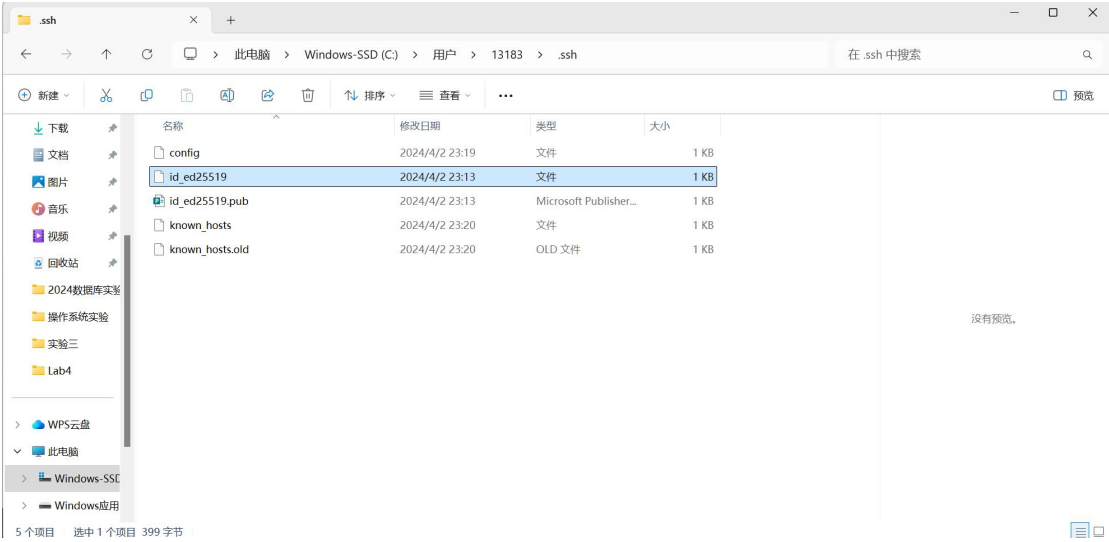 .ssh
此电脑 > Windows-SSD (C:) > 用户 > 13183 > .ssh
在 .ssh 中搜索
新建
排序
查看
预览
下载
文档
图片
音乐
视频
回收站
2024数据库实验
操作系统实验
实验三
Lab4
WPS云盘
此电脑
Windows-SSD
Windows应用
名称 修改日期 类型 大小
config 2024/4/2 23:19 文件 1 KB
id_ed25519 2024/4/2 23:13 文件 1 KB
id_ed25519.pub 2024/4/2 23:13 Microsoft Publisher... 1 KB
known_hosts 2024/4/2 23:20 文件 1 KB
known_hosts.old 2024/4/2 23:20 OLD 文件 1 KB
没有预览。
5 个项目 选中 1 个项目 399 字节